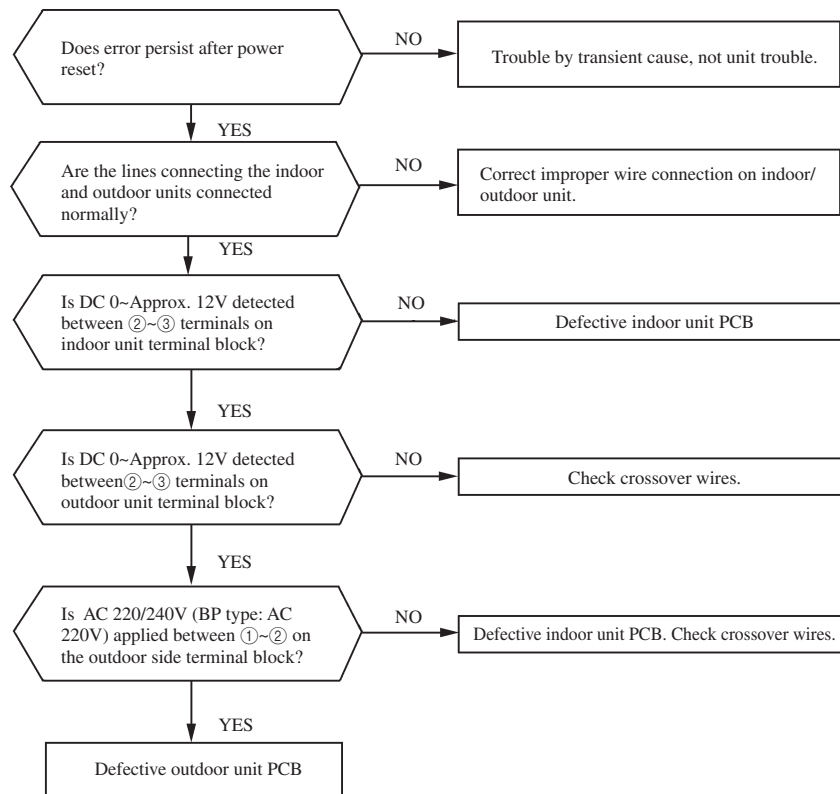 Does error persist after power
reset?
NO
Trouble by transient cause, not unit trouble.
YES
Are the lines connecting the indoor
and outdoor units connected
normally?
NO
Correct improper wire connection on indoor/
outdoor unit.
YES
Is DC 0~Approx. 12V detected
between ②~③ terminals on
indoor unit terminal block?
NO
Defective indoor unit PCB
YES
Is DC 0~Approx. 12V detected
between②~③ terminals on
outdoor unit terminal block?
NO
Check crossover wires.
YES
Is AC 220/240V (BP type: AC
220V) applied between ①~② on
the outdoor side terminal block?
NO
Defective indoor unit PCB. Check crossover wires.
YES
Defective outdoor unit PCB